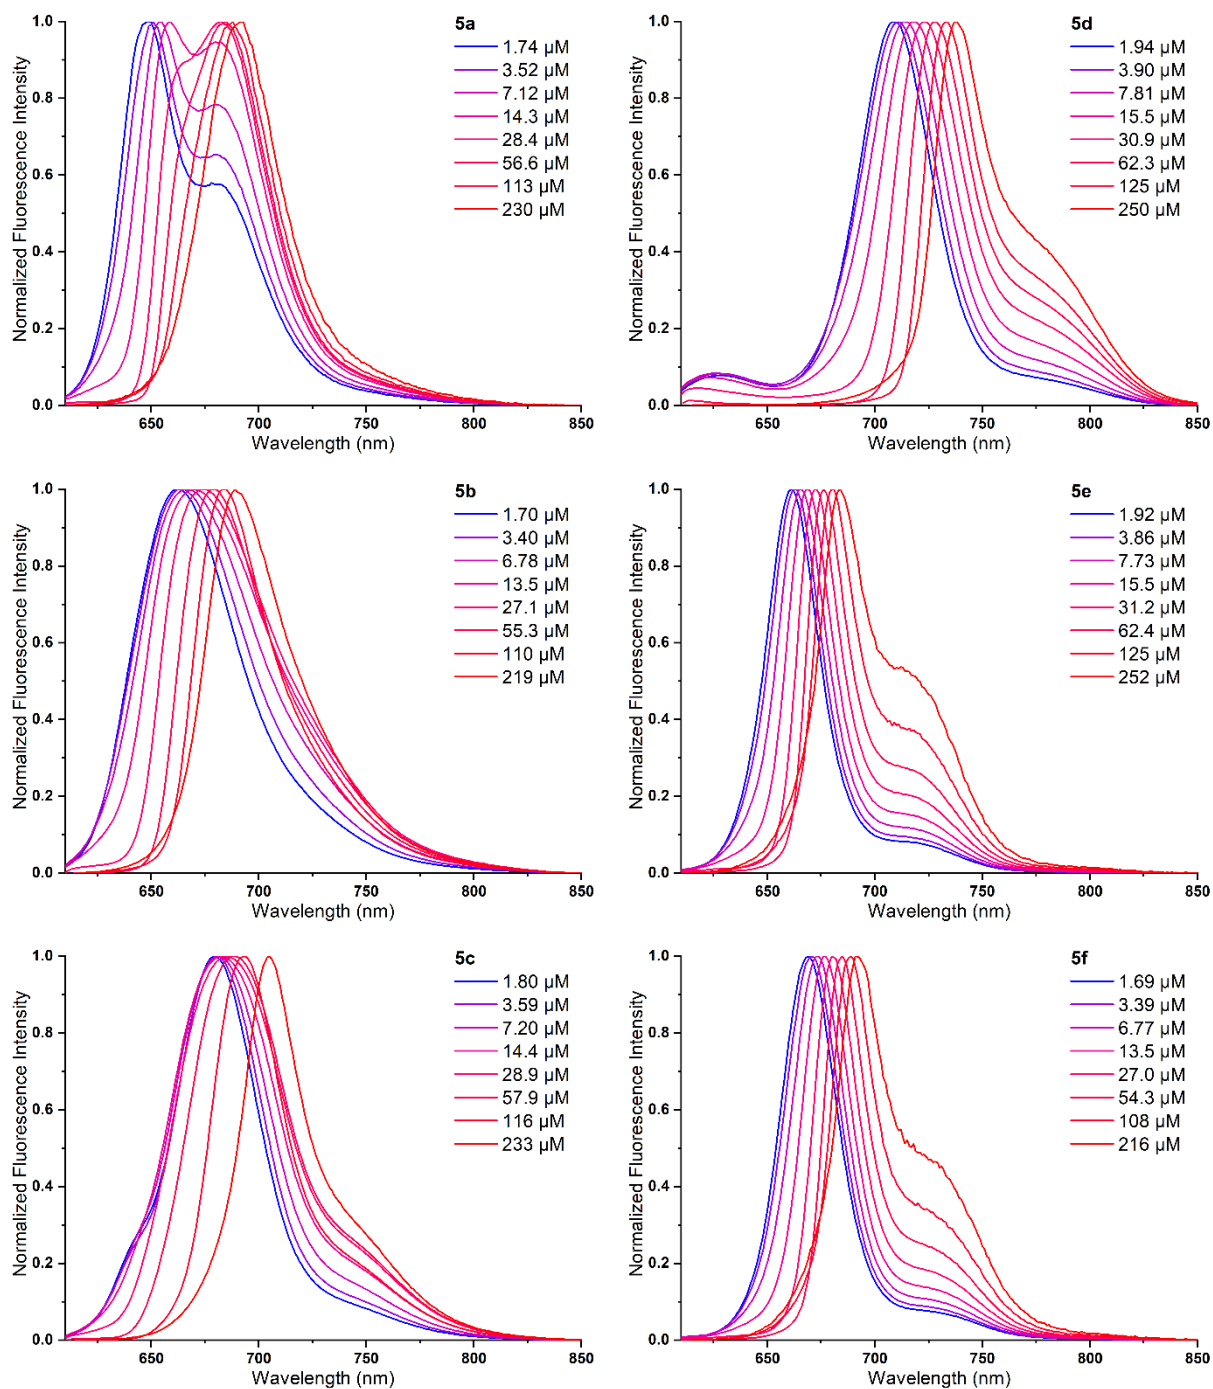 5a
1.74 µM
3.52 µM
7.12 µM
14.3 µM
28.4 µM
56.6 µM
113 µM
230 µM
Normalized Fluorescence Intensity
1.0
0.8
0.6
0.4
0.2
0.0
650
700
750
800
850
Wavelength (nm)
5d
1.94 µM
3.90 µM
7.81 µM
15.5 µM
30.9 µM
62.3 µM
125 µM
250 µM
Normalized Fluorescence Intensity
1.0
0.8
0.6
0.4
0.2
0.0
650
700
750
800
850
Wavelength (nm)
5b
1.70 µM
3.40 µM
6.78 µM
13.5 µM
27.1 µM
55.3 µM
110 µM
219 µM
Normalized Fluorescence Intensity
1.0
0.8
0.6
0.4
0.2
0.0
650
700
750
800
850
Wavelength (nm)
5e
1.92 µM
3.86 µM
7.73 µM
15.5 µM
31.2 µM
62.4 µM
125 µM
252 µM
Normalized Fluorescence Intensity
1.0
0.8
0.6
0.4
0.2
0.0
650
700
750
800
850
Wavelength (nm)
5c
1.80 µM
3.59 µM
7.20 µM
14.4 µM
28.9 µM
57.9 µM
116 µM
233 µM
Normalized Fluorescence Intensity
1.0
0.8
0.6
0.4
0.2
0.0
650
700
750
800
850
Wavelength (nm)
5f
1.69 µM
3.39 µM
6.77 µM
13.5 µM
27.0 µM
54.3 µM
108 µM
216 µM
Normalized Fluorescence Intensity
1.0
0.8
0.6
0.4
0.2
0.0
650
700
750
800
850
Wavelength (nm)